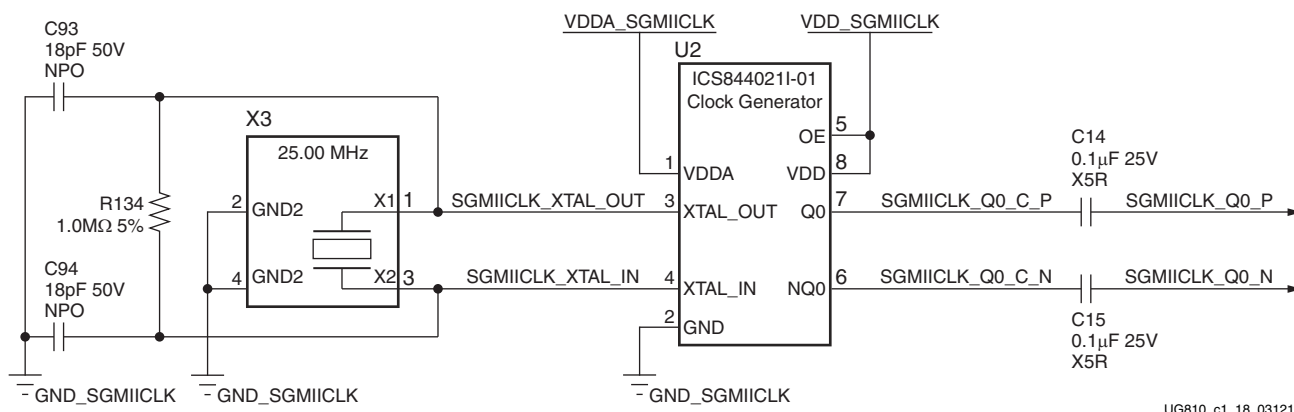 C93
18pF 50V
NPO
VDDA_SGMIICLK
VDD_SGMIICLK
U2
ICS844021I-01
Clock Generator
X3
25.00 MHz
OE
5
C14
0.1µF 25V
X5R
1
VDDA
VDD
8
R134
1.0MΩ 5%
2
GND2
X1
1
SGMIICLK_XTAL_OUT
3
XTAL_OUT
Q0
7
SGMIICLK_Q0_C_P
SGMIICLK_Q0_P
C94
18pF 50V
NPO
4
GND2
X2
3
SGMIICLK_XTAL_IN
4
XTAL_IN
NQ0
6
SGMIICLK_Q0_C_N
SGMIICLK_Q0_N
2
GND
C15
0.1µF 25V
X5R
GND_SGMIICLK
GND_SGMIICLK
GND_SGMIICLK
UG810_c1_18_03121